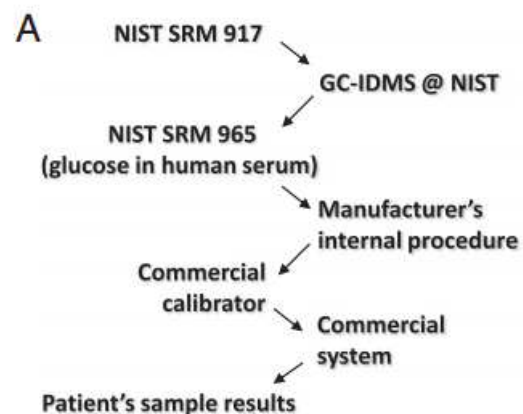 A
NIST SRM 917
GC-IDMS @ NIST
NIST SRM 965
(glucose in human serum)
Manufacturer's
internal procedure
Commercial
calibrator
Commercial
system
Patient's sample results